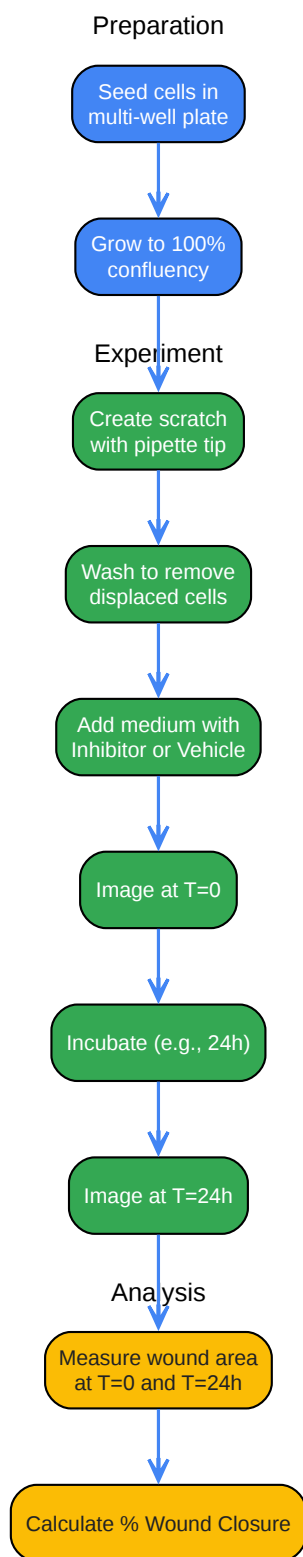 Preparation
Seed cells in
multi-well plate
Grow to 100%
confluency
Experiment
Create scratch
with pipette tip
Wash to remove
displaced cells
Add medium with
Inhibitor or Vehicle
Image at T=0
Incubate (e.g., 24h)
Image at T=24h
Analysis
Measure wound area
at T=0 and T=24h
Calculate % Wound Closure